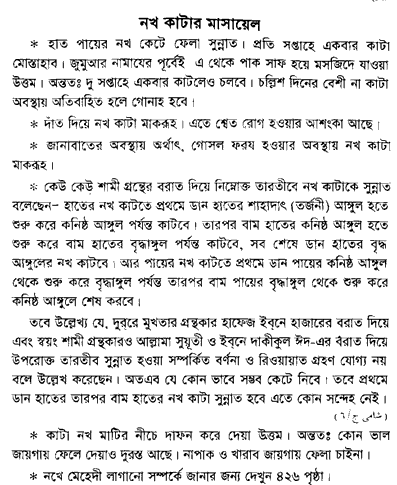 নখ কাটার মাসায়েল
* হাত পায়ের নখ কেটে ফেলা সুন্নাত। প্রতি সপ্তাহে একবার কাটা
মোস্তাহাব। জুমুআর নামাযের পূর্বেই এ থেকে পাক সাফ হয়ে মসজিদে যাওয়া
উত্তম। অন্ততঃ দু সপ্তাহে একবার কাটলেও চলবে। চল্লিশ দিনের বেশী না কাটা
অবস্থায় অতিবাহিত হলে গোনাহ হবে।
* দাঁত দিয়ে নখ কাটা মাকরূহ। এতে শ্বেত রোগ হওয়ার আশংকা আছে।
* জানাবাতের অবস্থায় অর্থাৎ, গোসল ফরয হওয়ার অবস্থায় নখ কাটা
মাকরূহ।
* কেউ কেউ শামী গ্রন্থের বরাত দিয়ে নিম্নোক্ত তারতীবে নখ কাটাকে সুন্নাত
বলেছেন– হাতের নখ কাটতে প্রথমে ডান হাতের শাহাদাৎ (তর্জনী) আঙ্গুল হতে
শুরু করে কনিষ্ঠ আঙ্গুল পর্যন্ত কাটবে। তারপর বাম হাতের কনিষ্ঠ আঙ্গুল হতে
শুরু করে বাম হাতের বৃদ্ধাঙ্গুল পর্যন্ত কাটবে, সব শেষে ডান হাতের বৃদ্ধ
আঙ্গুলের নখ কাটবে। আর পায়ের নখ কাটতে প্রথমে ডান পায়ের কনিষ্ঠ আঙ্গুল
থেকে শুরু করে বৃদ্ধাঙ্গুল পর্যন্ত তারপর বাম পায়ের বৃদ্ধাঙ্গুল থেকে শুরু করে
কনিষ্ঠ আঙ্গুলে শেষ করবে।
তবে উল্লেখ্য যে, দুররে মুখতার গ্রন্থকার হাফেজ ইবনে হাজারের বরাত দিয়ে
এবং স্বয়ং শামী গ্রন্থকারও আল্লামা সুয়ূতী ও ইবনে দাকীকুল ঈদ-এর বরাত দিয়ে
উপরোক্ত তারতীব সুন্নাত হওয়া সম্পর্কিত বর্ণনা ও রিওয়ায়াত গ্রহণ যোগ্য নয়
বলে উল্লেখ করেছেন। অতএব যে কোন ভাবে সম্ভব কেটে নিবে। তবে প্রথমে
ডান হাতের তারপর বাম হাতের নখ কাটা সুন্নাত হবে এতে কোন সন্দেহ নেই।
(شامی ج/٦)
* কাটা নখ মাটির নীচে দাফন করে দেয়া উত্তম। অন্ততঃ কোন ভাল
জায়গায় ফেলে দেয়াও দুরস্ত আছে। নাপাক ও খারাব জায়গায় ফেলা চাইনা।
* নখে মেহেদী লাগানো সম্পর্কে জানার জন্য দেখুন ৪২৬ পৃষ্ঠা।